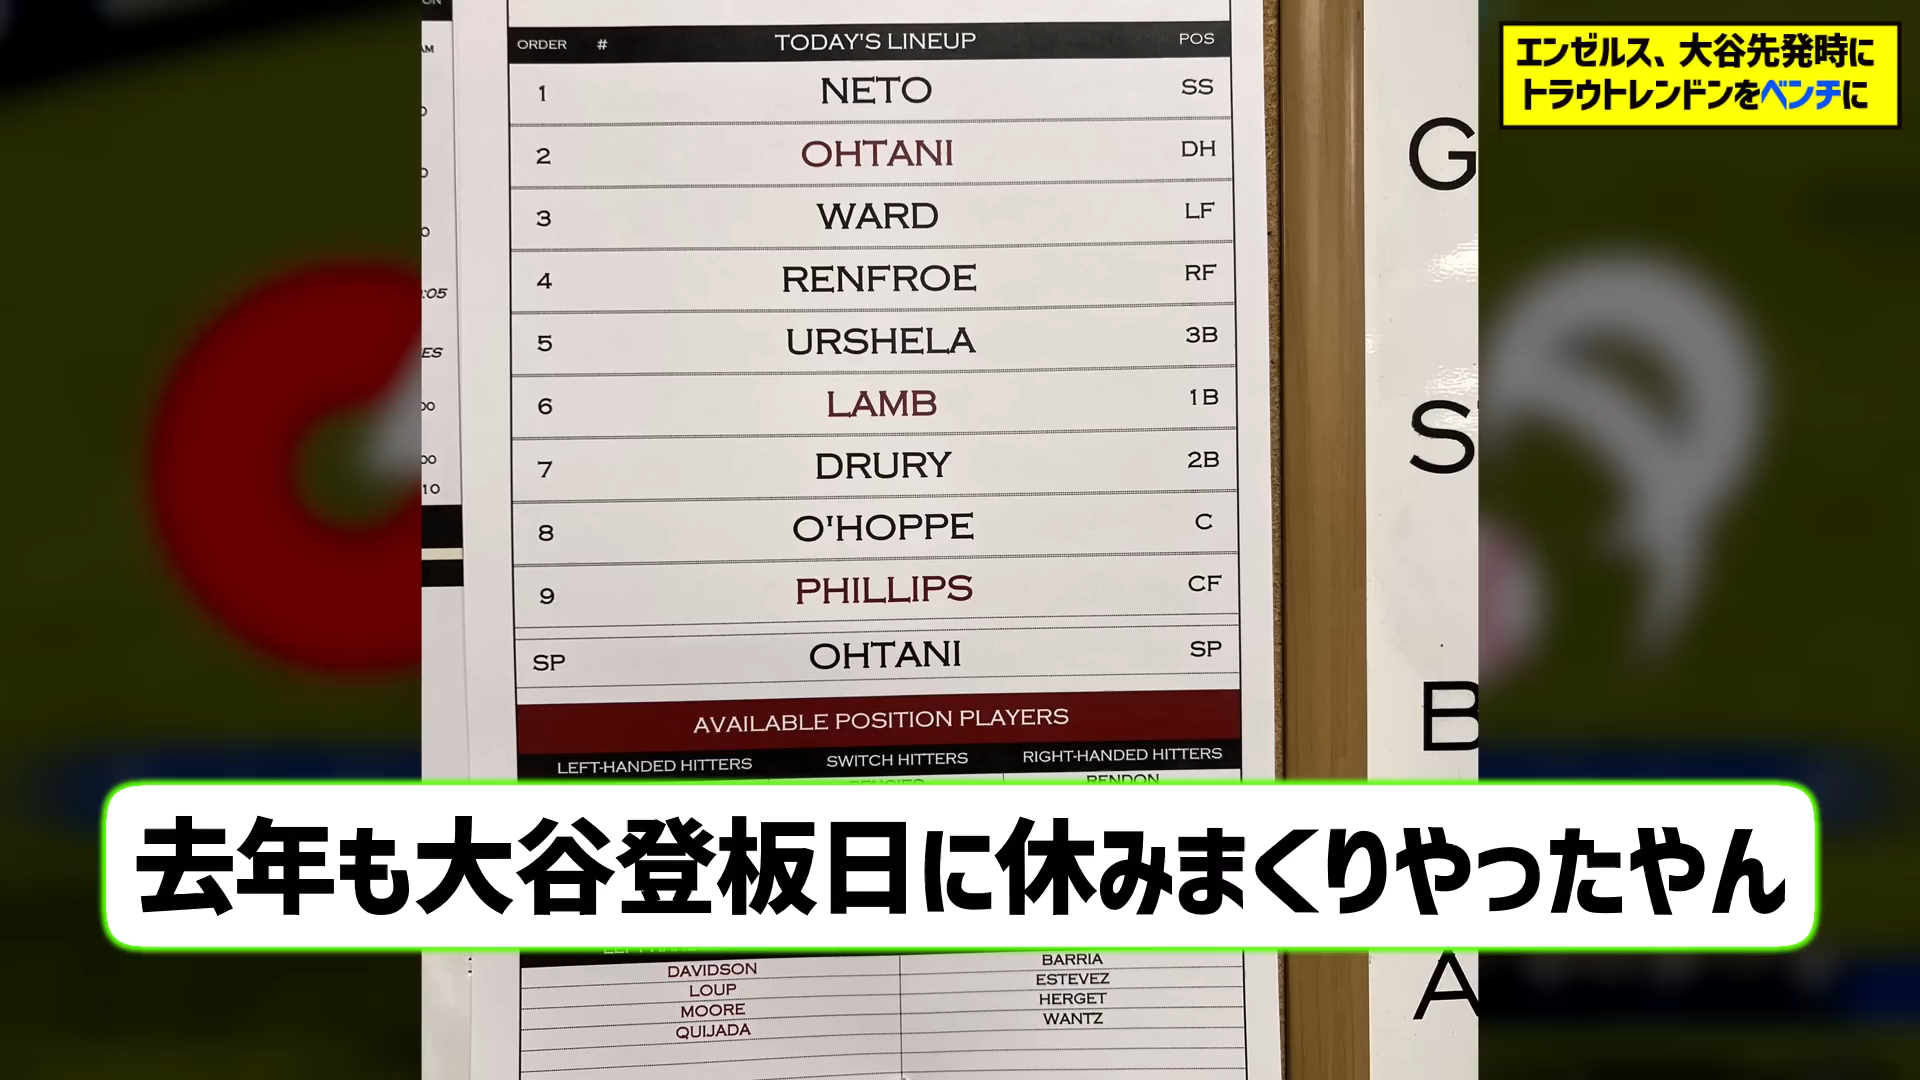 エンゼルス、大谷先発時に
トラウトレンドンをベンチに
ORDER # TODAY'S LINEUP POS
1 NETO SS
2 OHTANI DH
3 WARD LF
4 RENFROE RF
5 URSHELA 3B
6 LAMB 1B
7 DRURY 2B
8 O'HOPPE C
9 PHILLIPS CF
SP OHTANI SP
AVAILABLE POSITION PLAYERS
LEFT-HANDED HITTERS SWITCH HITTERS RIGHT-HANDED HITTERS
RENDON
去年も大谷登板日に休みまくりやったやん
DAVIDSON BARRIA
LOUP ESTEVEZ
MOORE HERGET
QUIJADA WANTZ
G
S
B
A
:05
ES
10